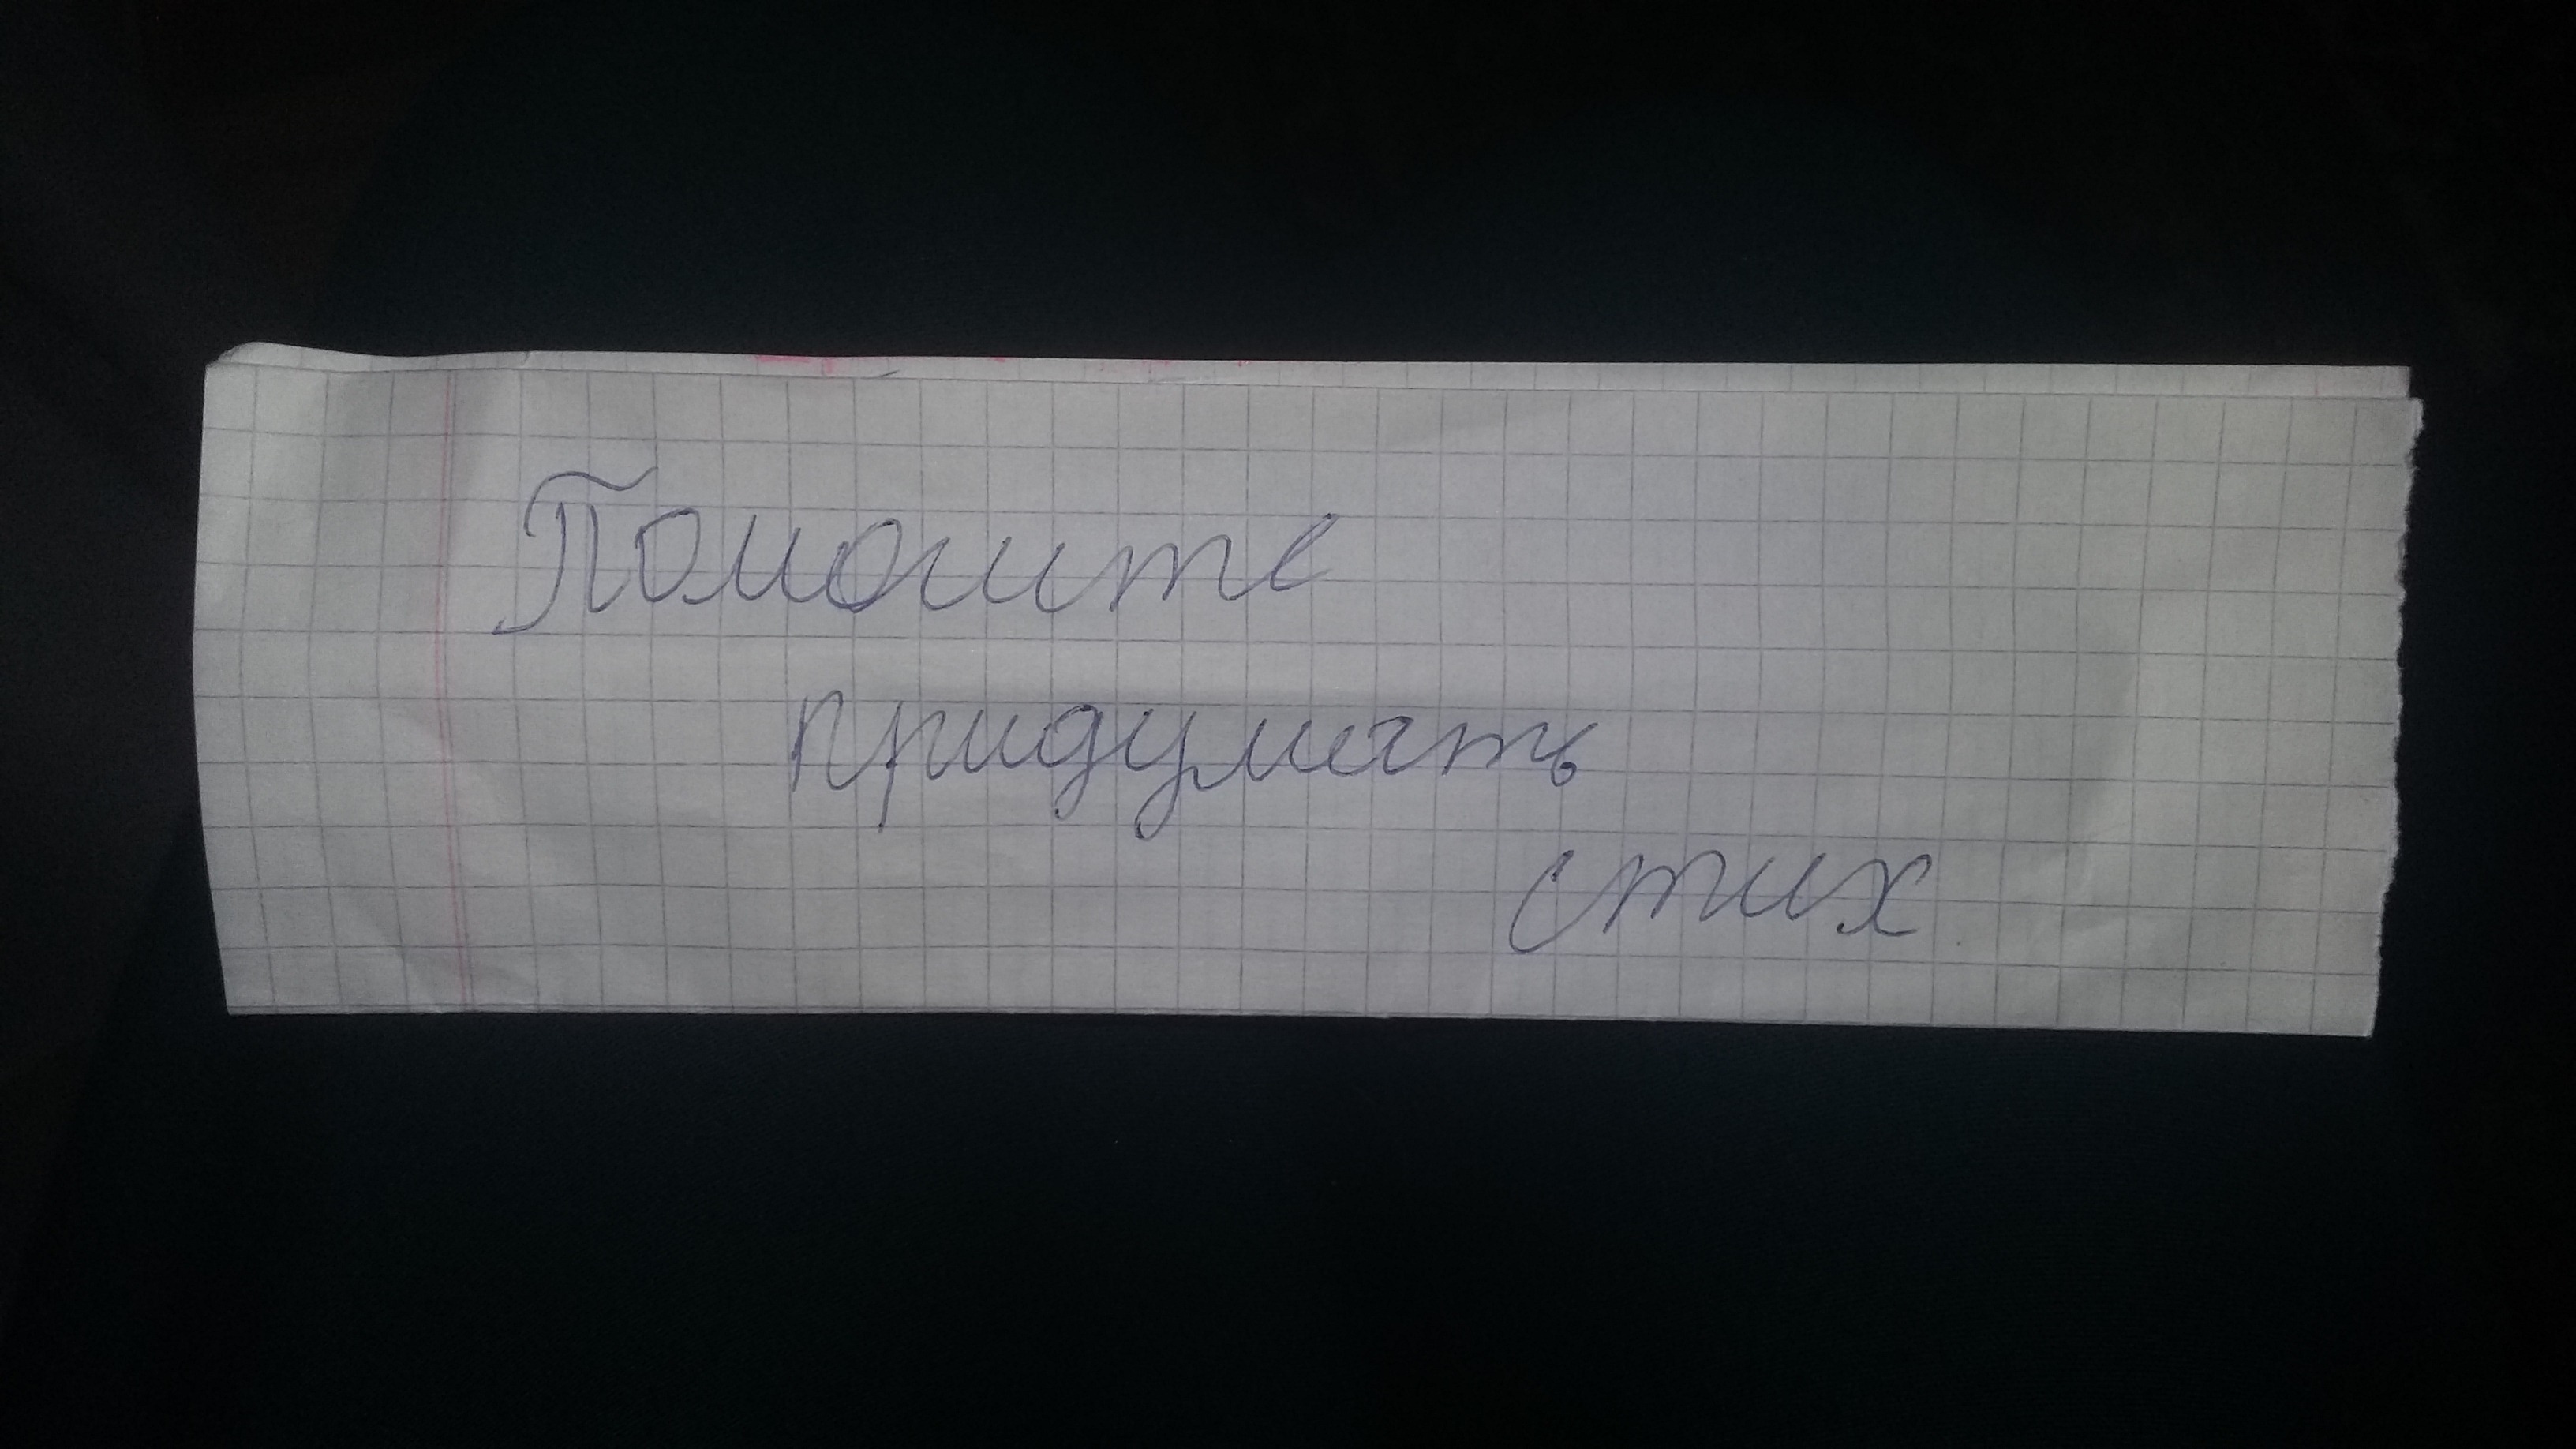 Помогите
придумать
стих